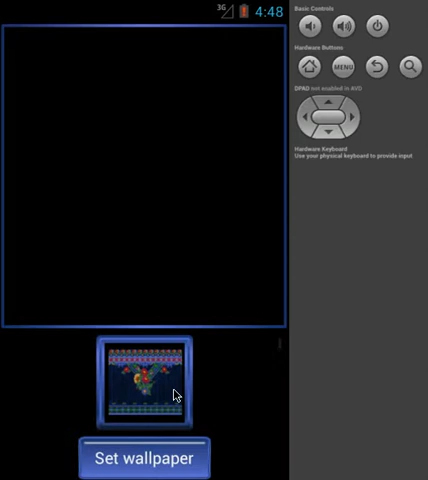 3G
4:48
Basic Controls
Hardware Buttons
MENU
DPAD not enabled in AVD
Hardware Keyboard
Use your physical keyboard to provide input
Set wallpaper